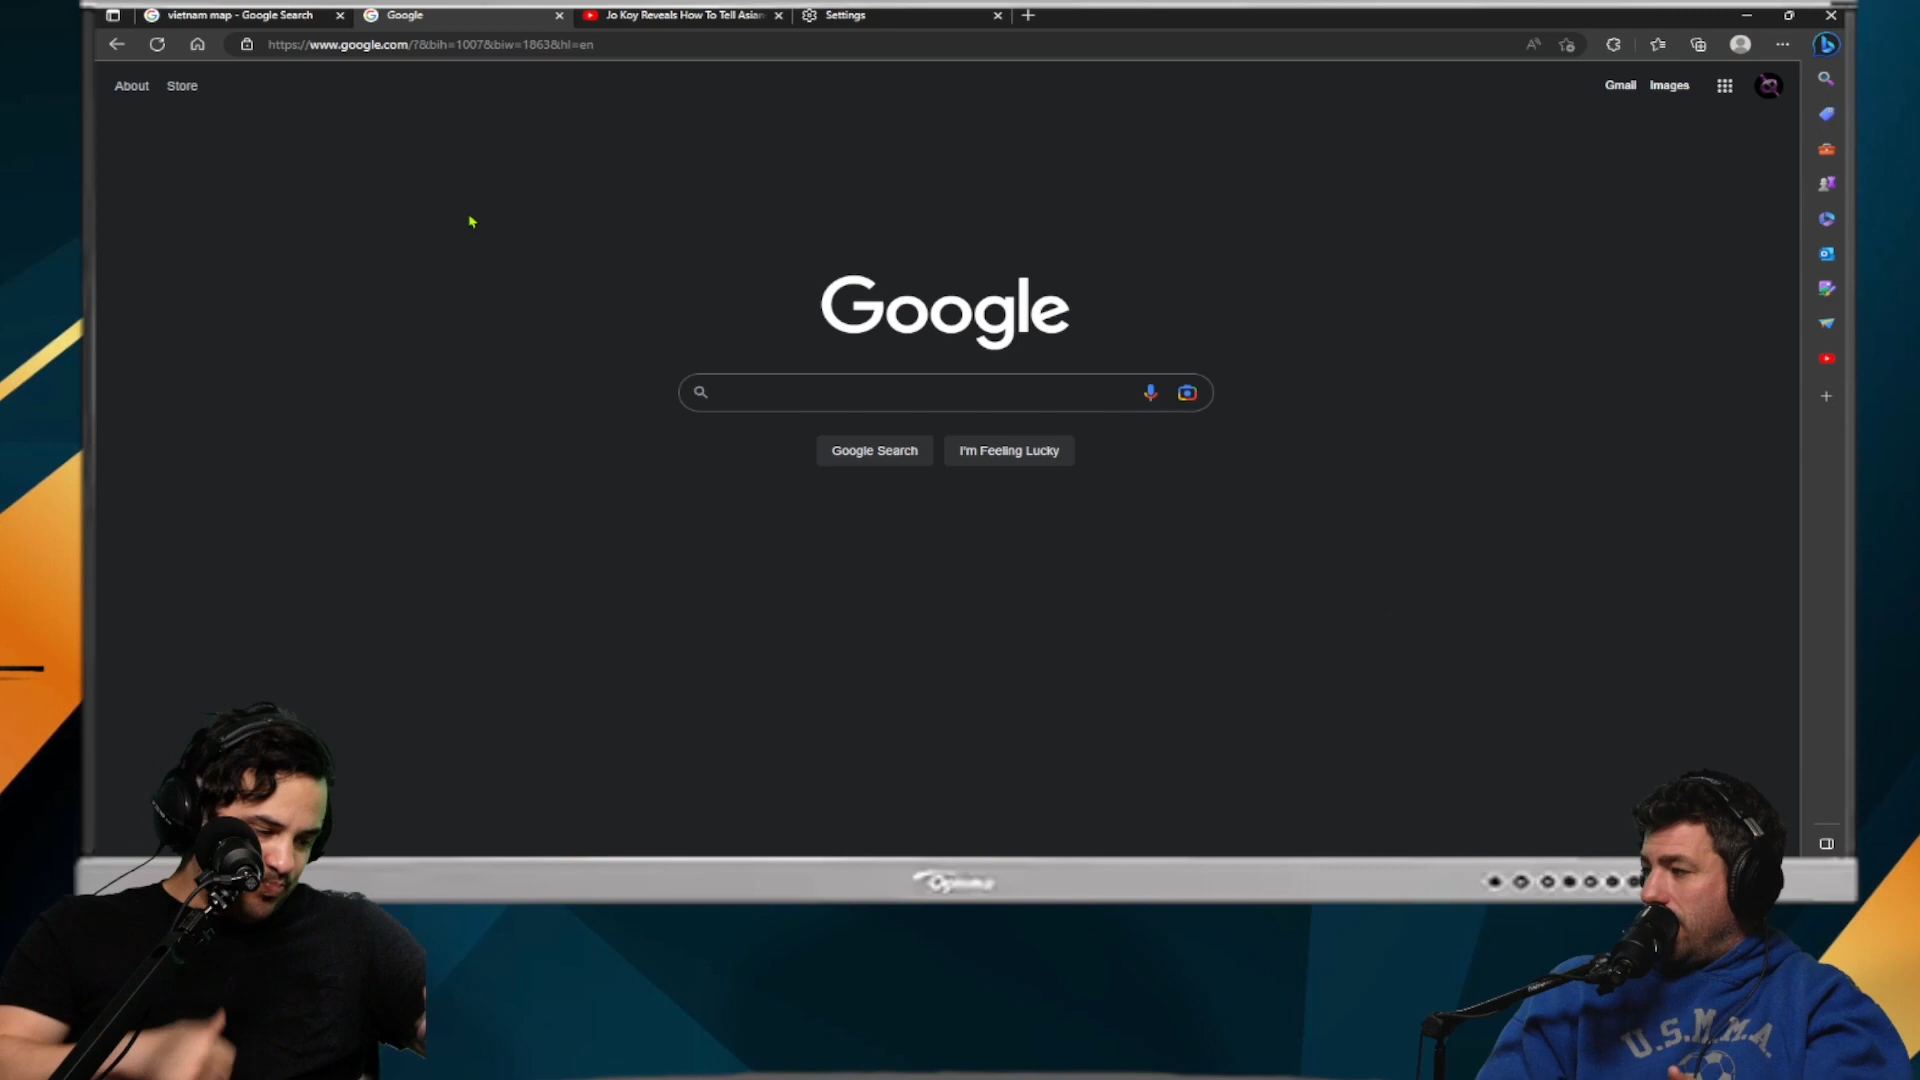 vietnam map - Google Search
Google
Jo Koy Reveals How To Tell Asian
Settings
https://www.google.com/?&bih=1007&biw=1863&hl=en
About
Store
Gmail
Images
Google
Google Search
I'm Feeling Lucky
U.S.M.M.A.